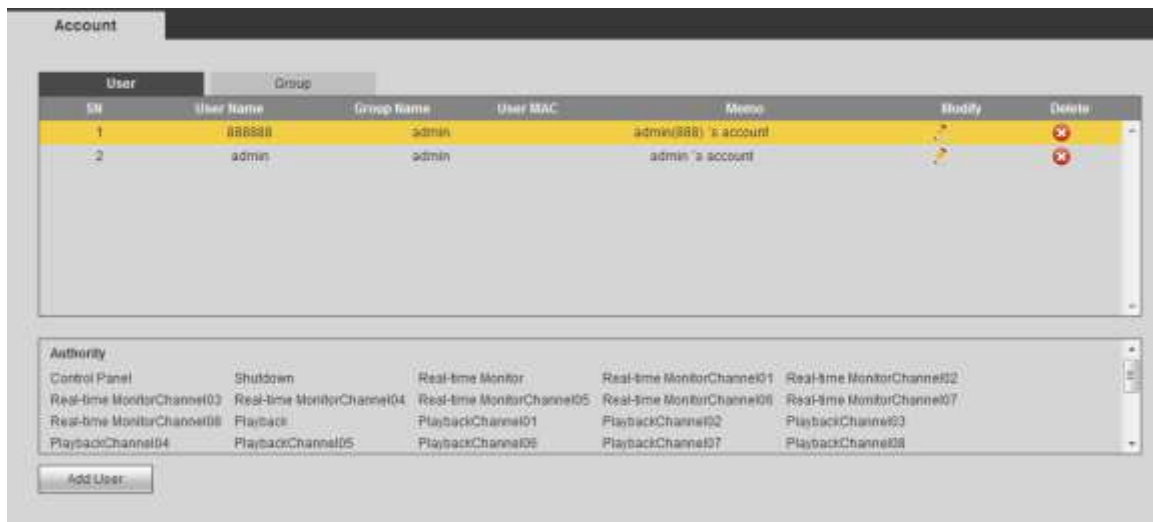 Account
User Group
SN User Name Group Name User MAC Memo Modify Delete
1 888888 admin admin(888) 's account
2 admin admin admin 's account
Authority
Control Panel Shutdown Real-time Monitor Real-time MonitorChannel01 Real-time MonitorChannel02
Real-time MonitorChannel03 Real-time MonitorChannel04 Real-time MonitorChannel05 Real-time MonitorChannel06 Real-time MonitorChannel07
Real-time MonitorChannel08 Playback PlaybackChannel01 PlaybackChannel02 PlaybackChannel03
PlaybackChannel04 PlaybackChannel05 PlaybackChannel06 PlaybackChannel07 PlaybackChannel08
Add User